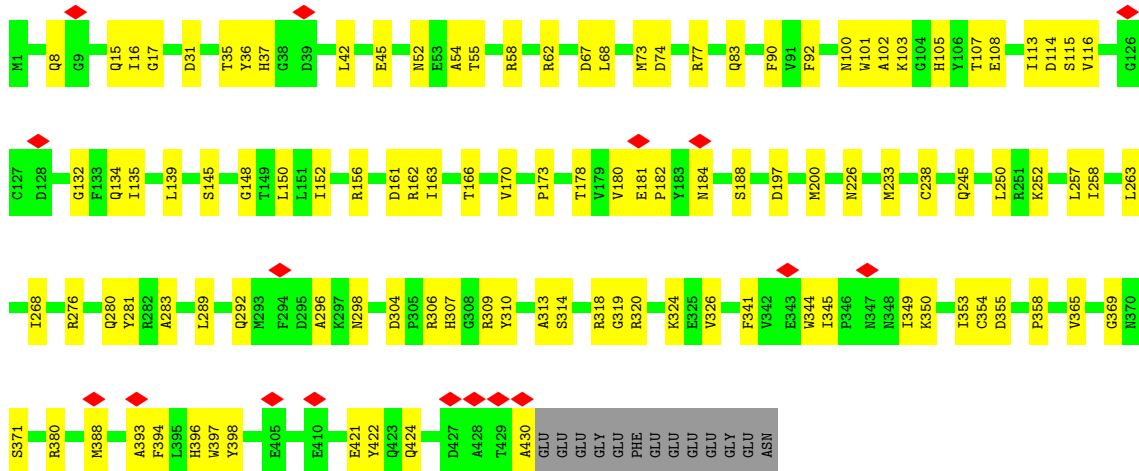 M1 Q8 G9 Q15 I16 G17 D31 T35 Y36 H37 G38 D39 L42 E45 N52 E53 A54 T55 R58 R62 D67 L68 M73 D74 R77 Q83 F90 V91 F92 N100 W101 A102 K103 G104 H105 Y106 T107 E108 I113 D114 S115 V116 G126
C127 D128 G132 F133 Q134 I135 L139 S145 G148 T149 L150 L151 I152 R156 D161 R162 I163 T166 V170 P173 T178 V179 V180 E181 P182 Y183 N184 S188 D197 M200 N226 M233 C238 Q245 L250 R251 K252 L257 I258 L263
I268 R276 Q280 Y281 R282 A283 L289 Q292 M293 F294 D295 A296 K297 N298 D304 P305 R306 H307 G308 R309 Y310 A313 S314 R318 G319 R320 K324 E325 V326 F341 V342 E343 W344 I345 P346 N347 N348 I349 K350 I353 C354 D355 P358 V365 G369 N370
S371 R380 M388 A393 F394 L395 H396 W397 Y398 E405 E410 E421 Y422 Q423 Q424 D427 A428 T429 A430 GLU GLU GLU GLY GLU PHE GLU GLU GLU GLU GLY GLU ASN